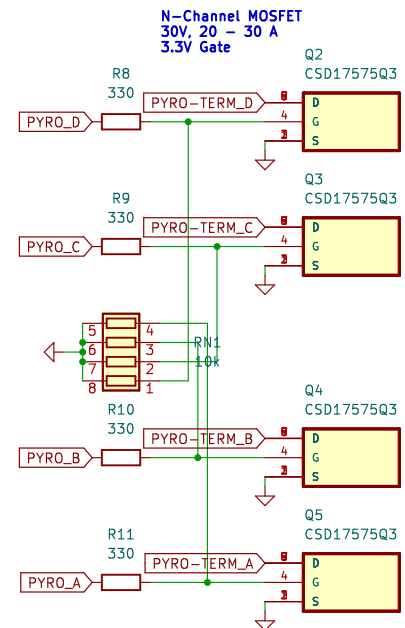 N-Channel MOSFET
30V, 20 - 30 A
3.3V Gate
Q2
CSD17575Q3
R8
330
PYRO-TERM_D
D
PYRO_D
4
G
S
Q3
CSD17575Q3
R9
330
PYRO-TERM_C
D
PYRO_C
4
G
S
5
4
6
3
RN1
7
2
10k
8
1
Q4
CSD17575Q3
R10
330
PYRO-TERM_B
D
PYRO_B
4
G
S
Q5
CSD17575Q3
R11
330
PYRO-TERM_A
D
PYRO_A
4
G
S